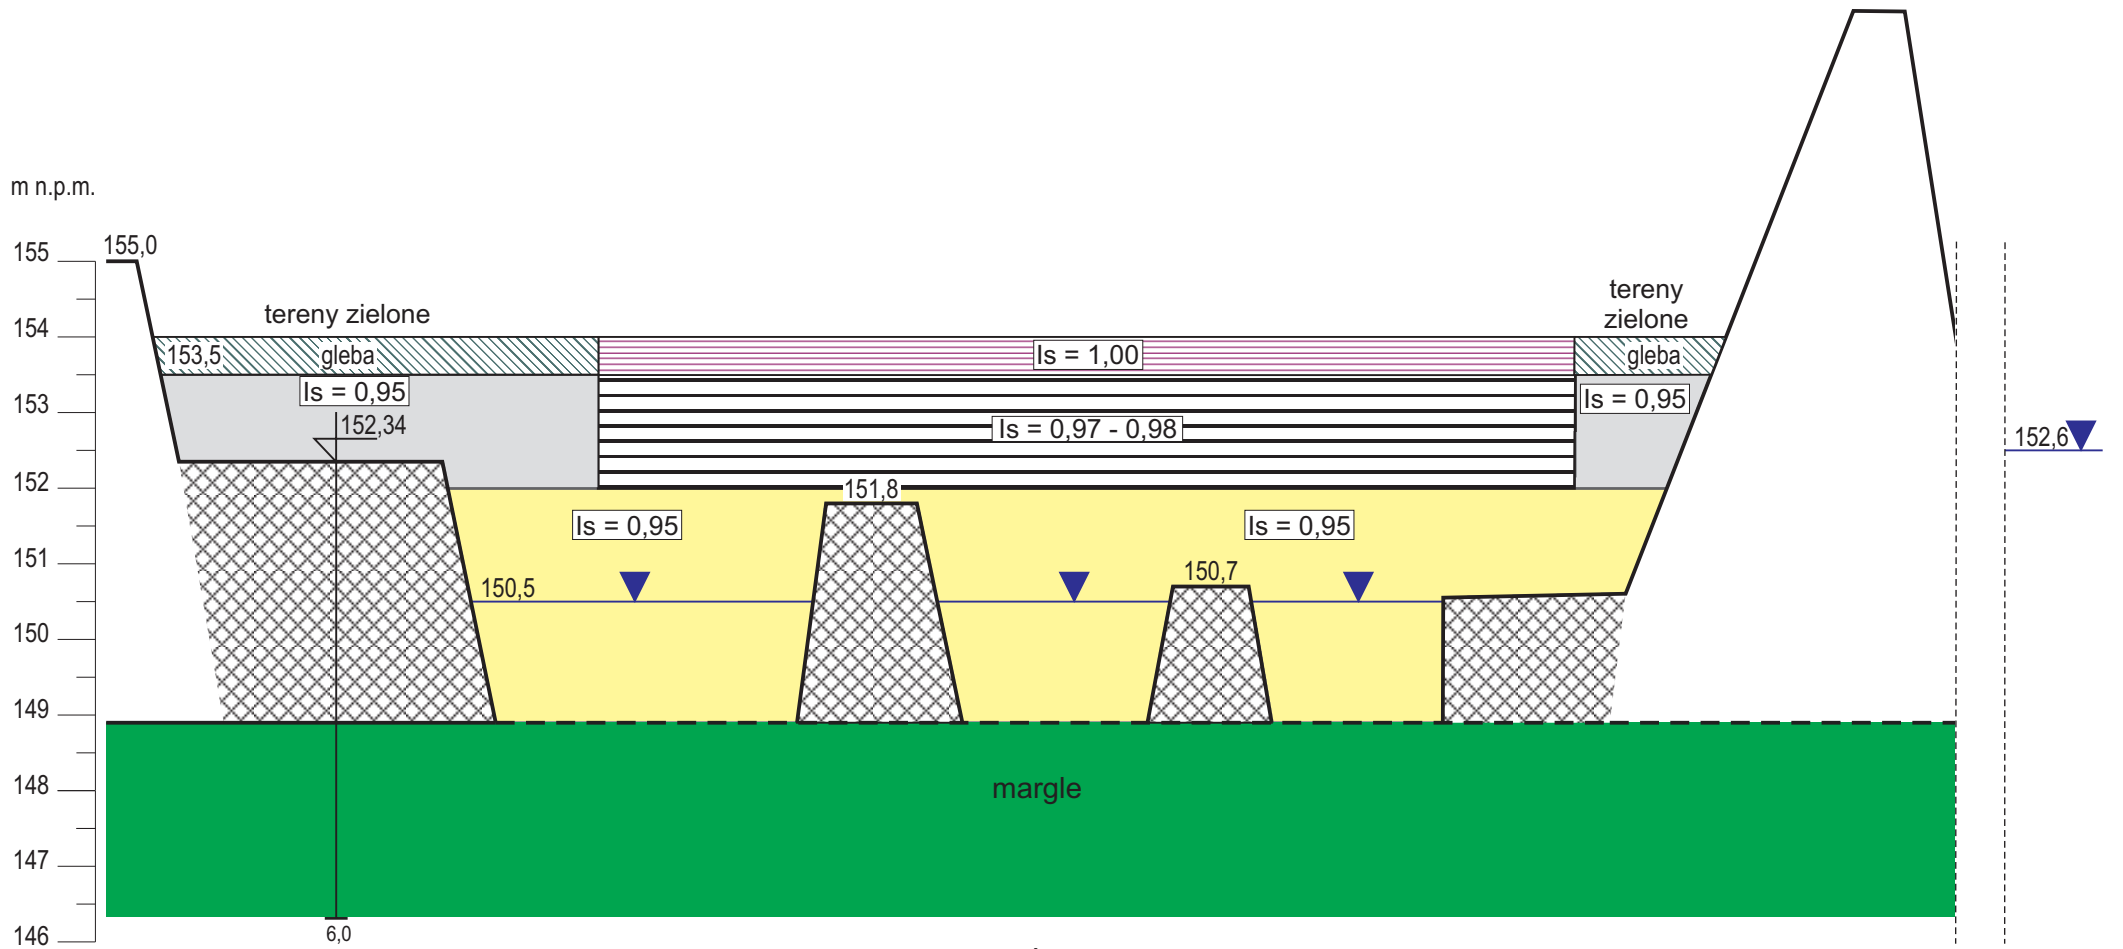 m n.p.m.
155
155,0
tereny zielone
tereny
zielone
154
153,5
gleba
Is = 1,00
gleba
Is = 0,95
Is = 0,95
153
152,34
Is = 0,97 - 0,98
152,6
152
151,8
Is = 0,95
Is = 0,95
151
150,5
150,7
150
149
148
margle
147
146
6,0